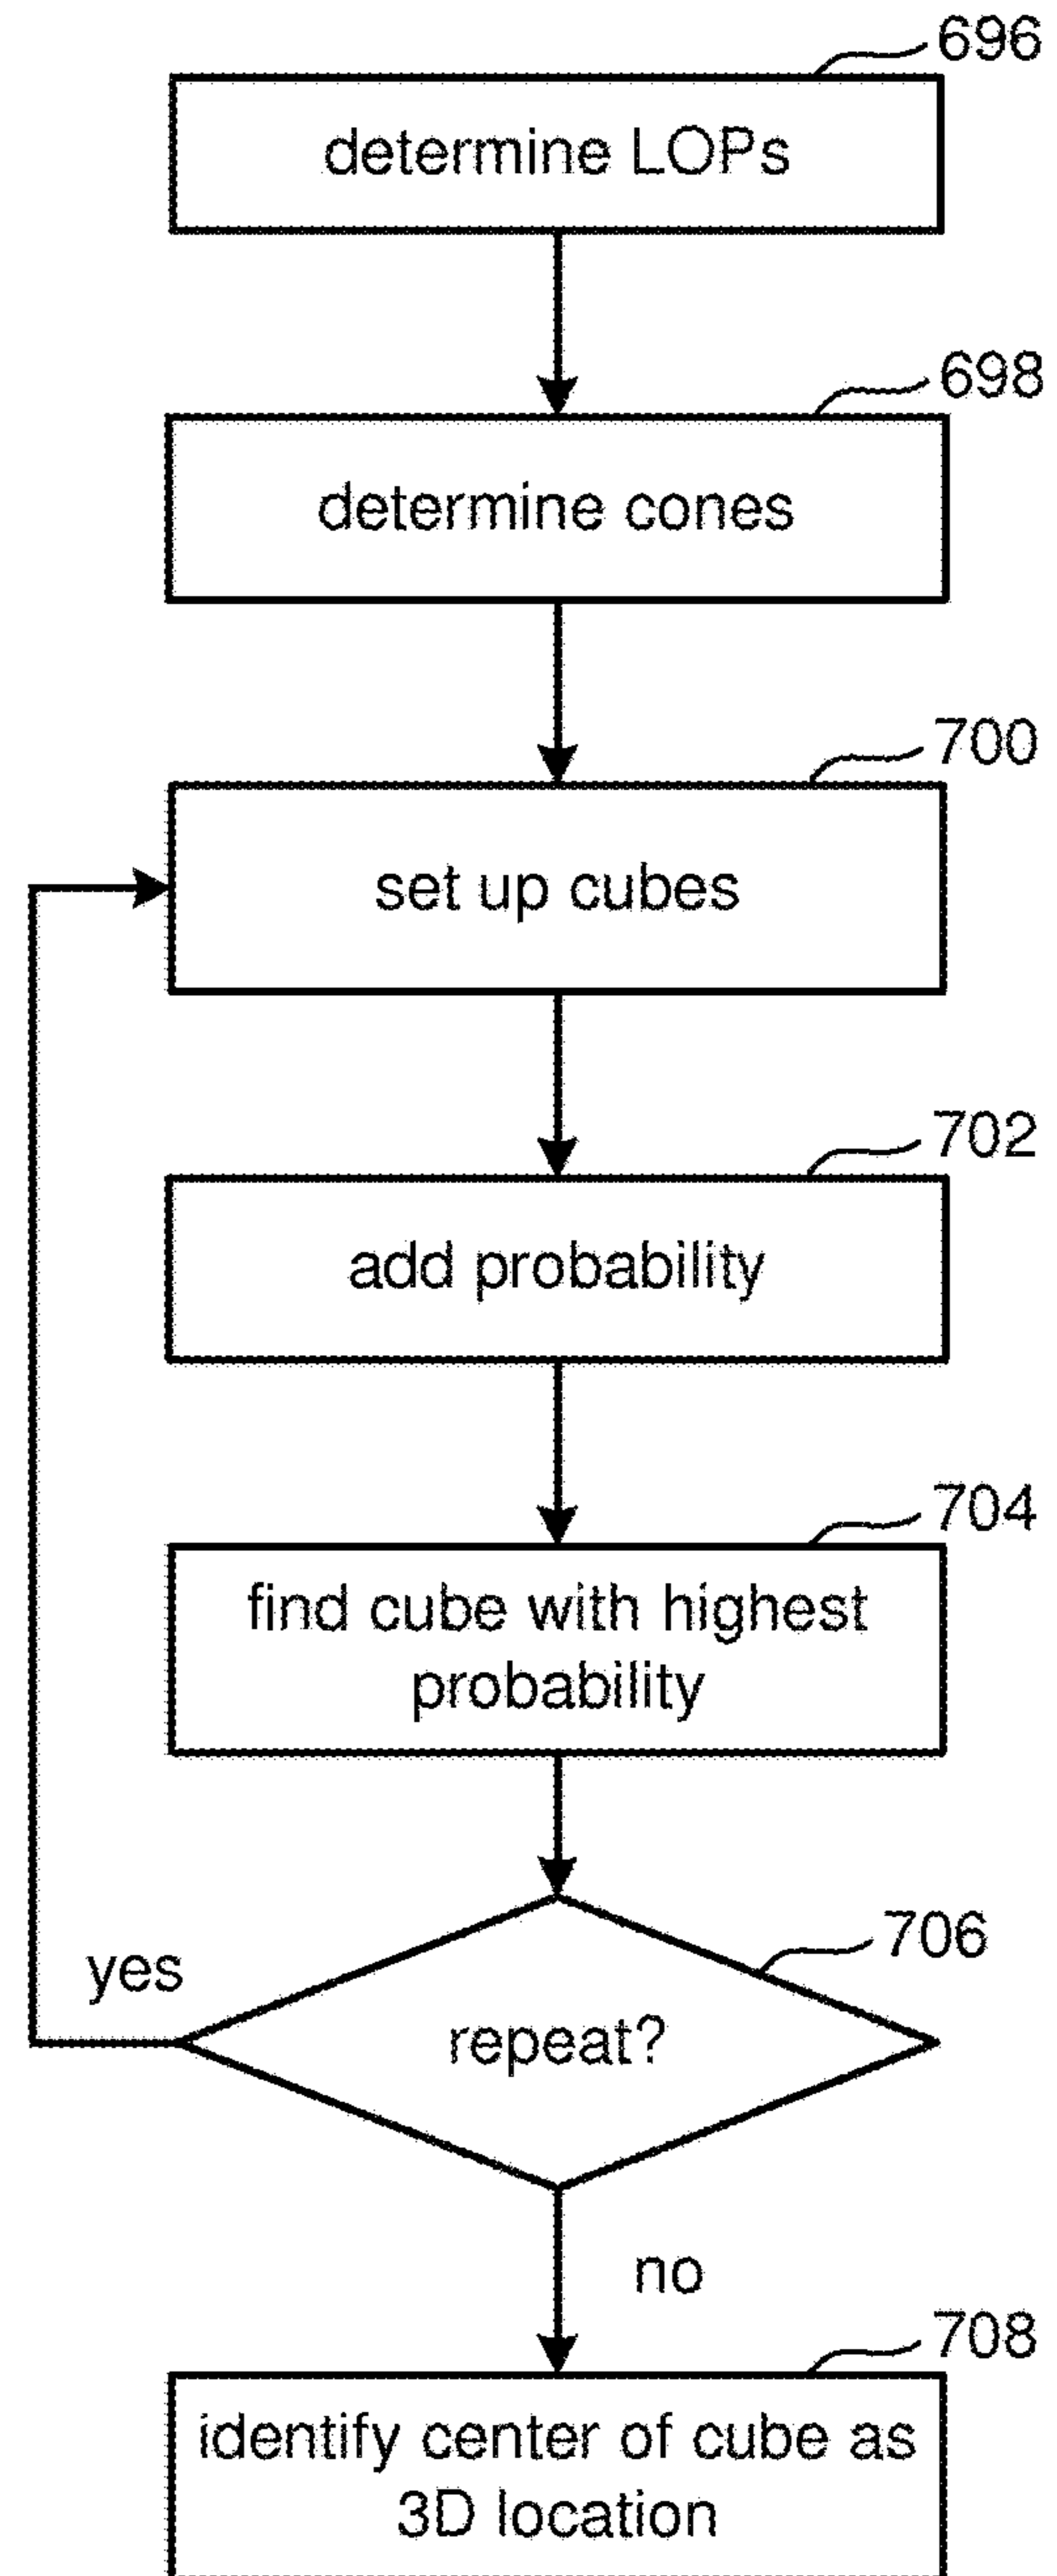 696
determine LOPs
698
determine cones
700
set up cubes
702
add probability
704
find cube with highest
probability
706
yes
repeat?
no
708
identify center of cube as
3D location